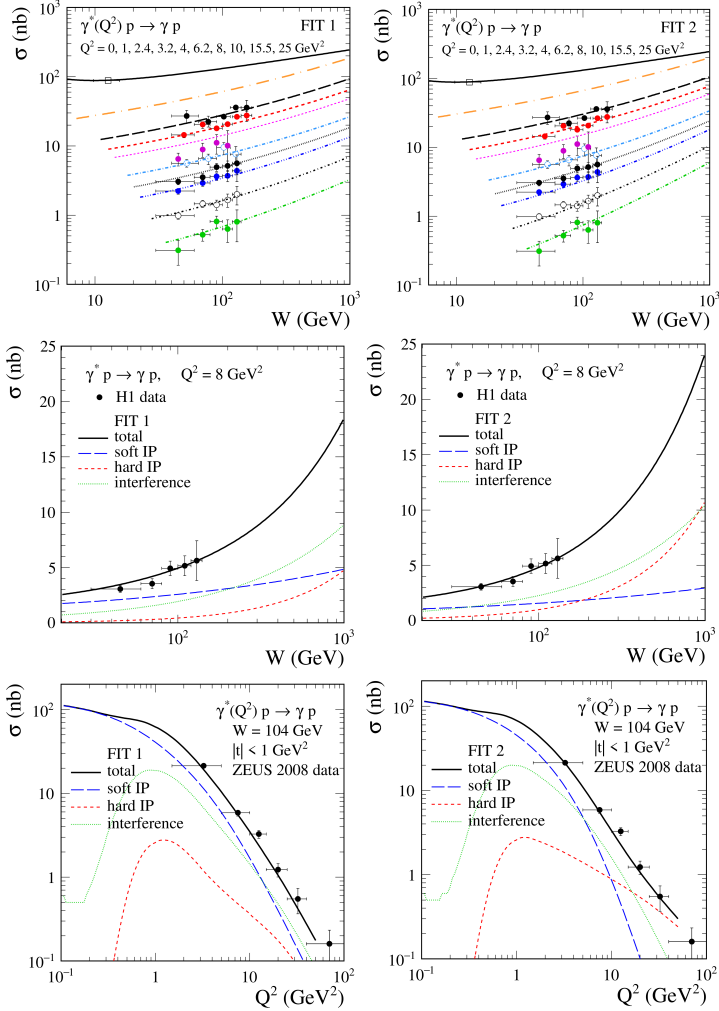 γ*(Q²) p → γ p FIT 1
Q² = 0, 1, 2.4, 3.2, 4, 6.2, 8, 10, 15.5, 25 GeV²
σ (nb)
10³
10²
10
1
10⁻¹
10 10² 10³
W (GeV)
γ*(Q²) p → γ p FIT 2
Q² = 0, 1, 2.4, 3.2, 4, 6.2, 8, 10, 15.5, 25 GeV²
σ (nb)
10³
10²
10
1
10⁻¹
10 10² 10³
W (GeV)
σ (nb)
25
20
15
10
5
0
γ* p → γ p, Q² = 8 GeV²
H1 data
FIT 1
total
soft IP
hard IP
interference
10² 10³
W (GeV)
σ (nb)
25
20
15
10
5
0
γ* p → γ p, Q² = 8 GeV²
H1 data
FIT 2
total
soft IP
hard IP
interference
10² 10³
W (GeV)
σ (nb)
10²
10
1
10⁻¹
γ*(Q²) p → γ p
W = 104 GeV
|t| < 1 GeV²
ZEUS 2008 data
FIT 1
total
soft IP
hard IP
interference
10⁻¹ 1 10 10²
Q² (GeV²)
σ (nb)
10²
10
1
10⁻¹
γ*(Q²) p → γ p
W = 104 GeV
|t| < 1 GeV²
ZEUS 2008 data
FIT 2
total
soft IP
hard IP
interference
10⁻¹ 1 10 10²
Q² (GeV²)